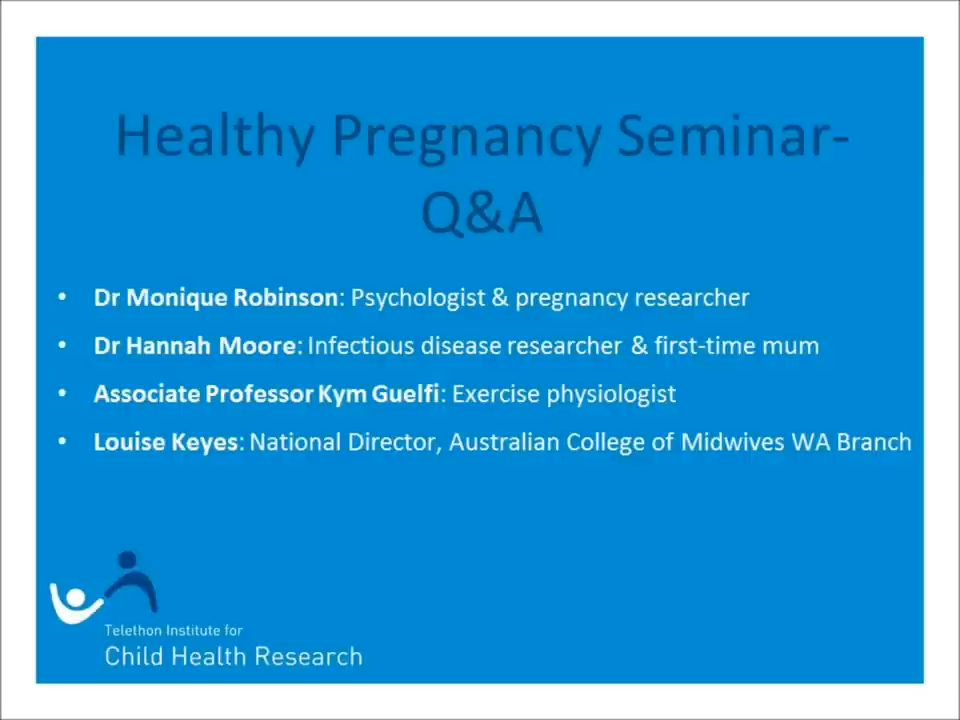 Healthy Pregnancy Seminar-
Q&A
• Dr Monique Robinson: Psychologist & pregnancy researcher
• Dr Hannah Moore: Infectious disease researcher & first-time mum
• Associate Professor Kym Guelfi: Exercise physiologist
• Louise Keyes: National Director, Australian College of Midwives WA Branch
Telethon Institute for
Child Health Research